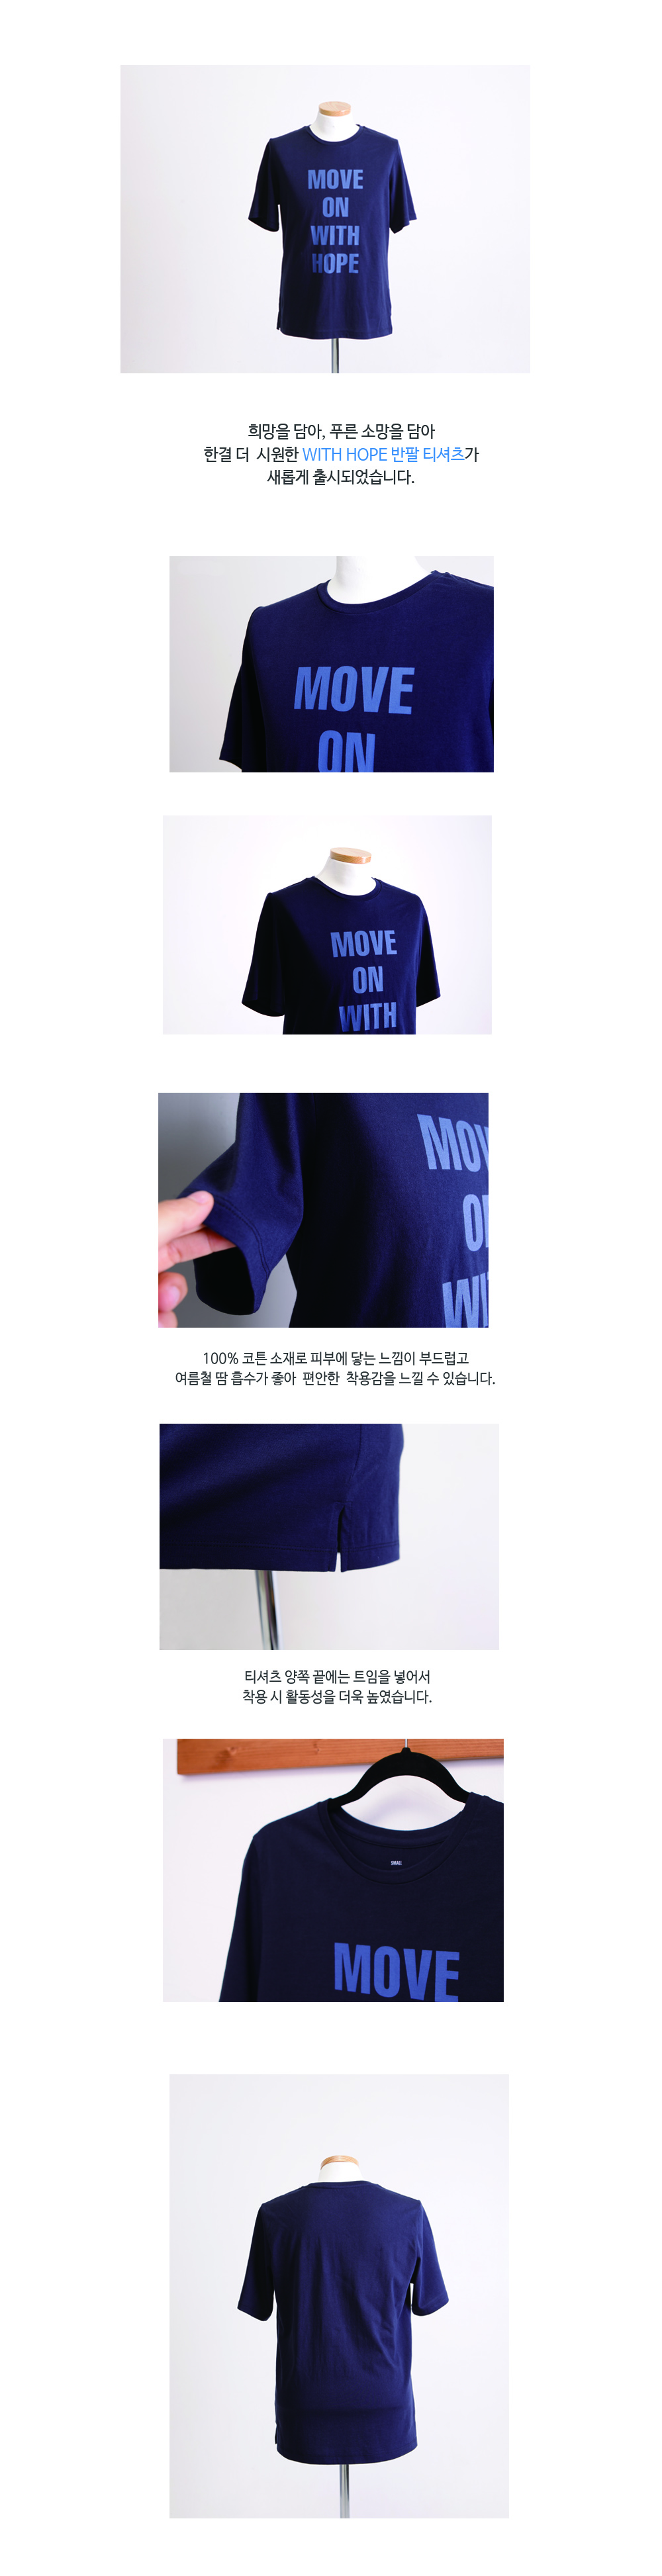 MOVE
ON
WITH
HOPE
희망을 담아, 푸른 소망을 담아
한결 더 시원한 WITH HOPE 반팔 티셔츠가
새롭게 출시되었습니다.
MOVE
ON
MOVE
ON
WITH
MOV
O
WI
100% 코튼 소재로 피부에 닿는 느낌이 부드럽고
여름철 땀 흡수가 좋아 편안한 착용감을 느낄 수 있습니다.
티셔츠 양쪽 끝에는 트임을 넣어서
착용 시 활동성을 더욱 높였습니다.
SMALL
MOVE